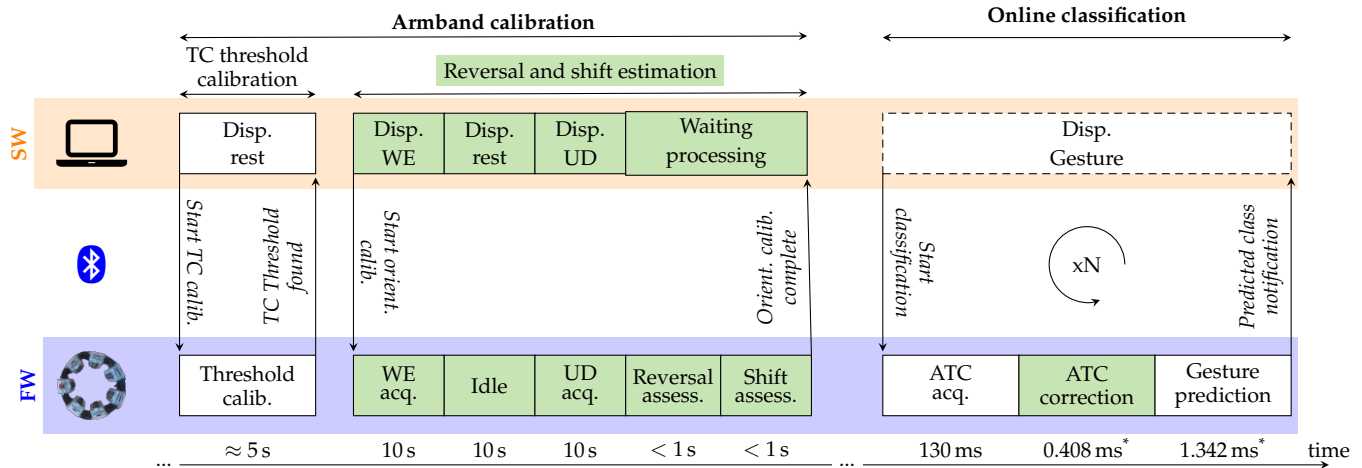 Armband calibration
Online classification
TC threshold
calibration
Reversal and shift estimation
SW
Disp.
rest
Disp.
WE
Disp.
rest
Disp.
UD
Waiting
processing
Disp.
Gesture
Start TC calib.
TC Threshold
found
Start orient.
calib.
Orient. calib.
complete
Start
classification
xN
Predicted class
notification
FW
Threshold
calib.
WE
acq.
Idle
UD
acq.
Reversal
assess.
Shift
assess.
ATC
acq.
ATC
correction
Gesture
prediction
... ≈ 5 s 10 s 10 s 10 s < 1 s < 1 s ... 130 ms 0.408 ms* 1.342 ms* time